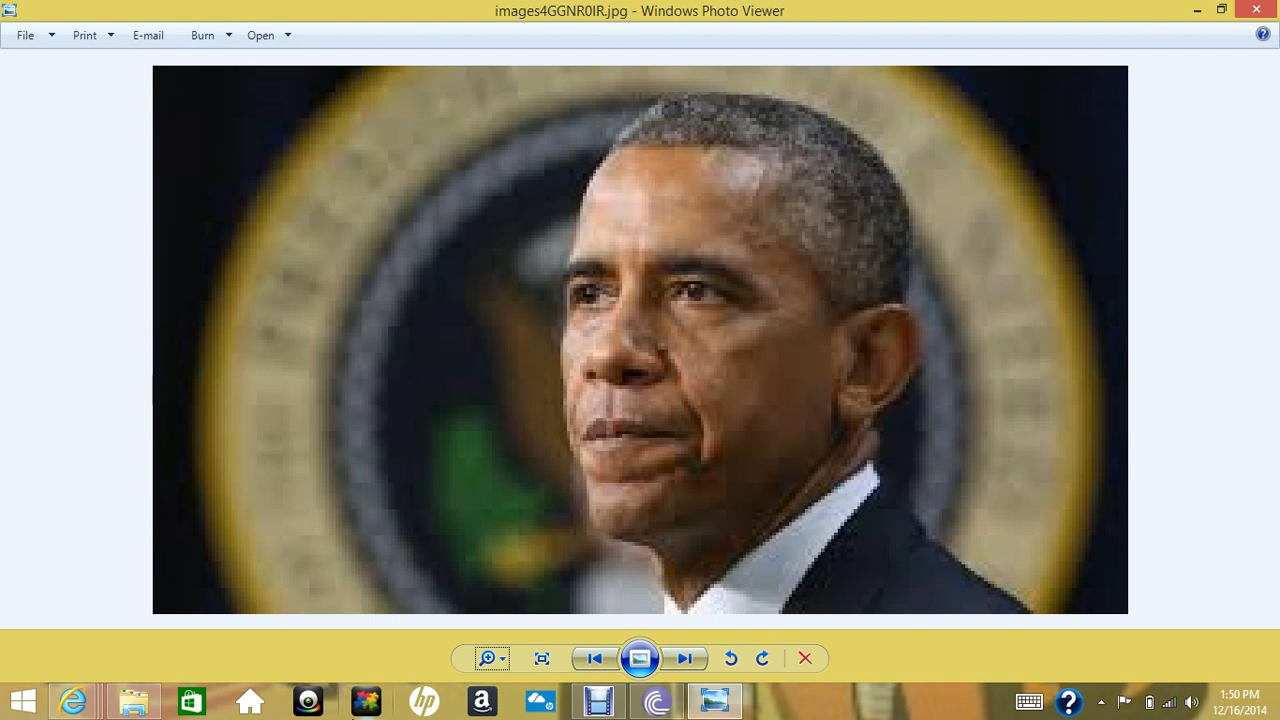 images4GGNR0IR.jpg - Windows Photo Viewer
File Print E-mail Burn Open
1:50 PM
12/16/2014